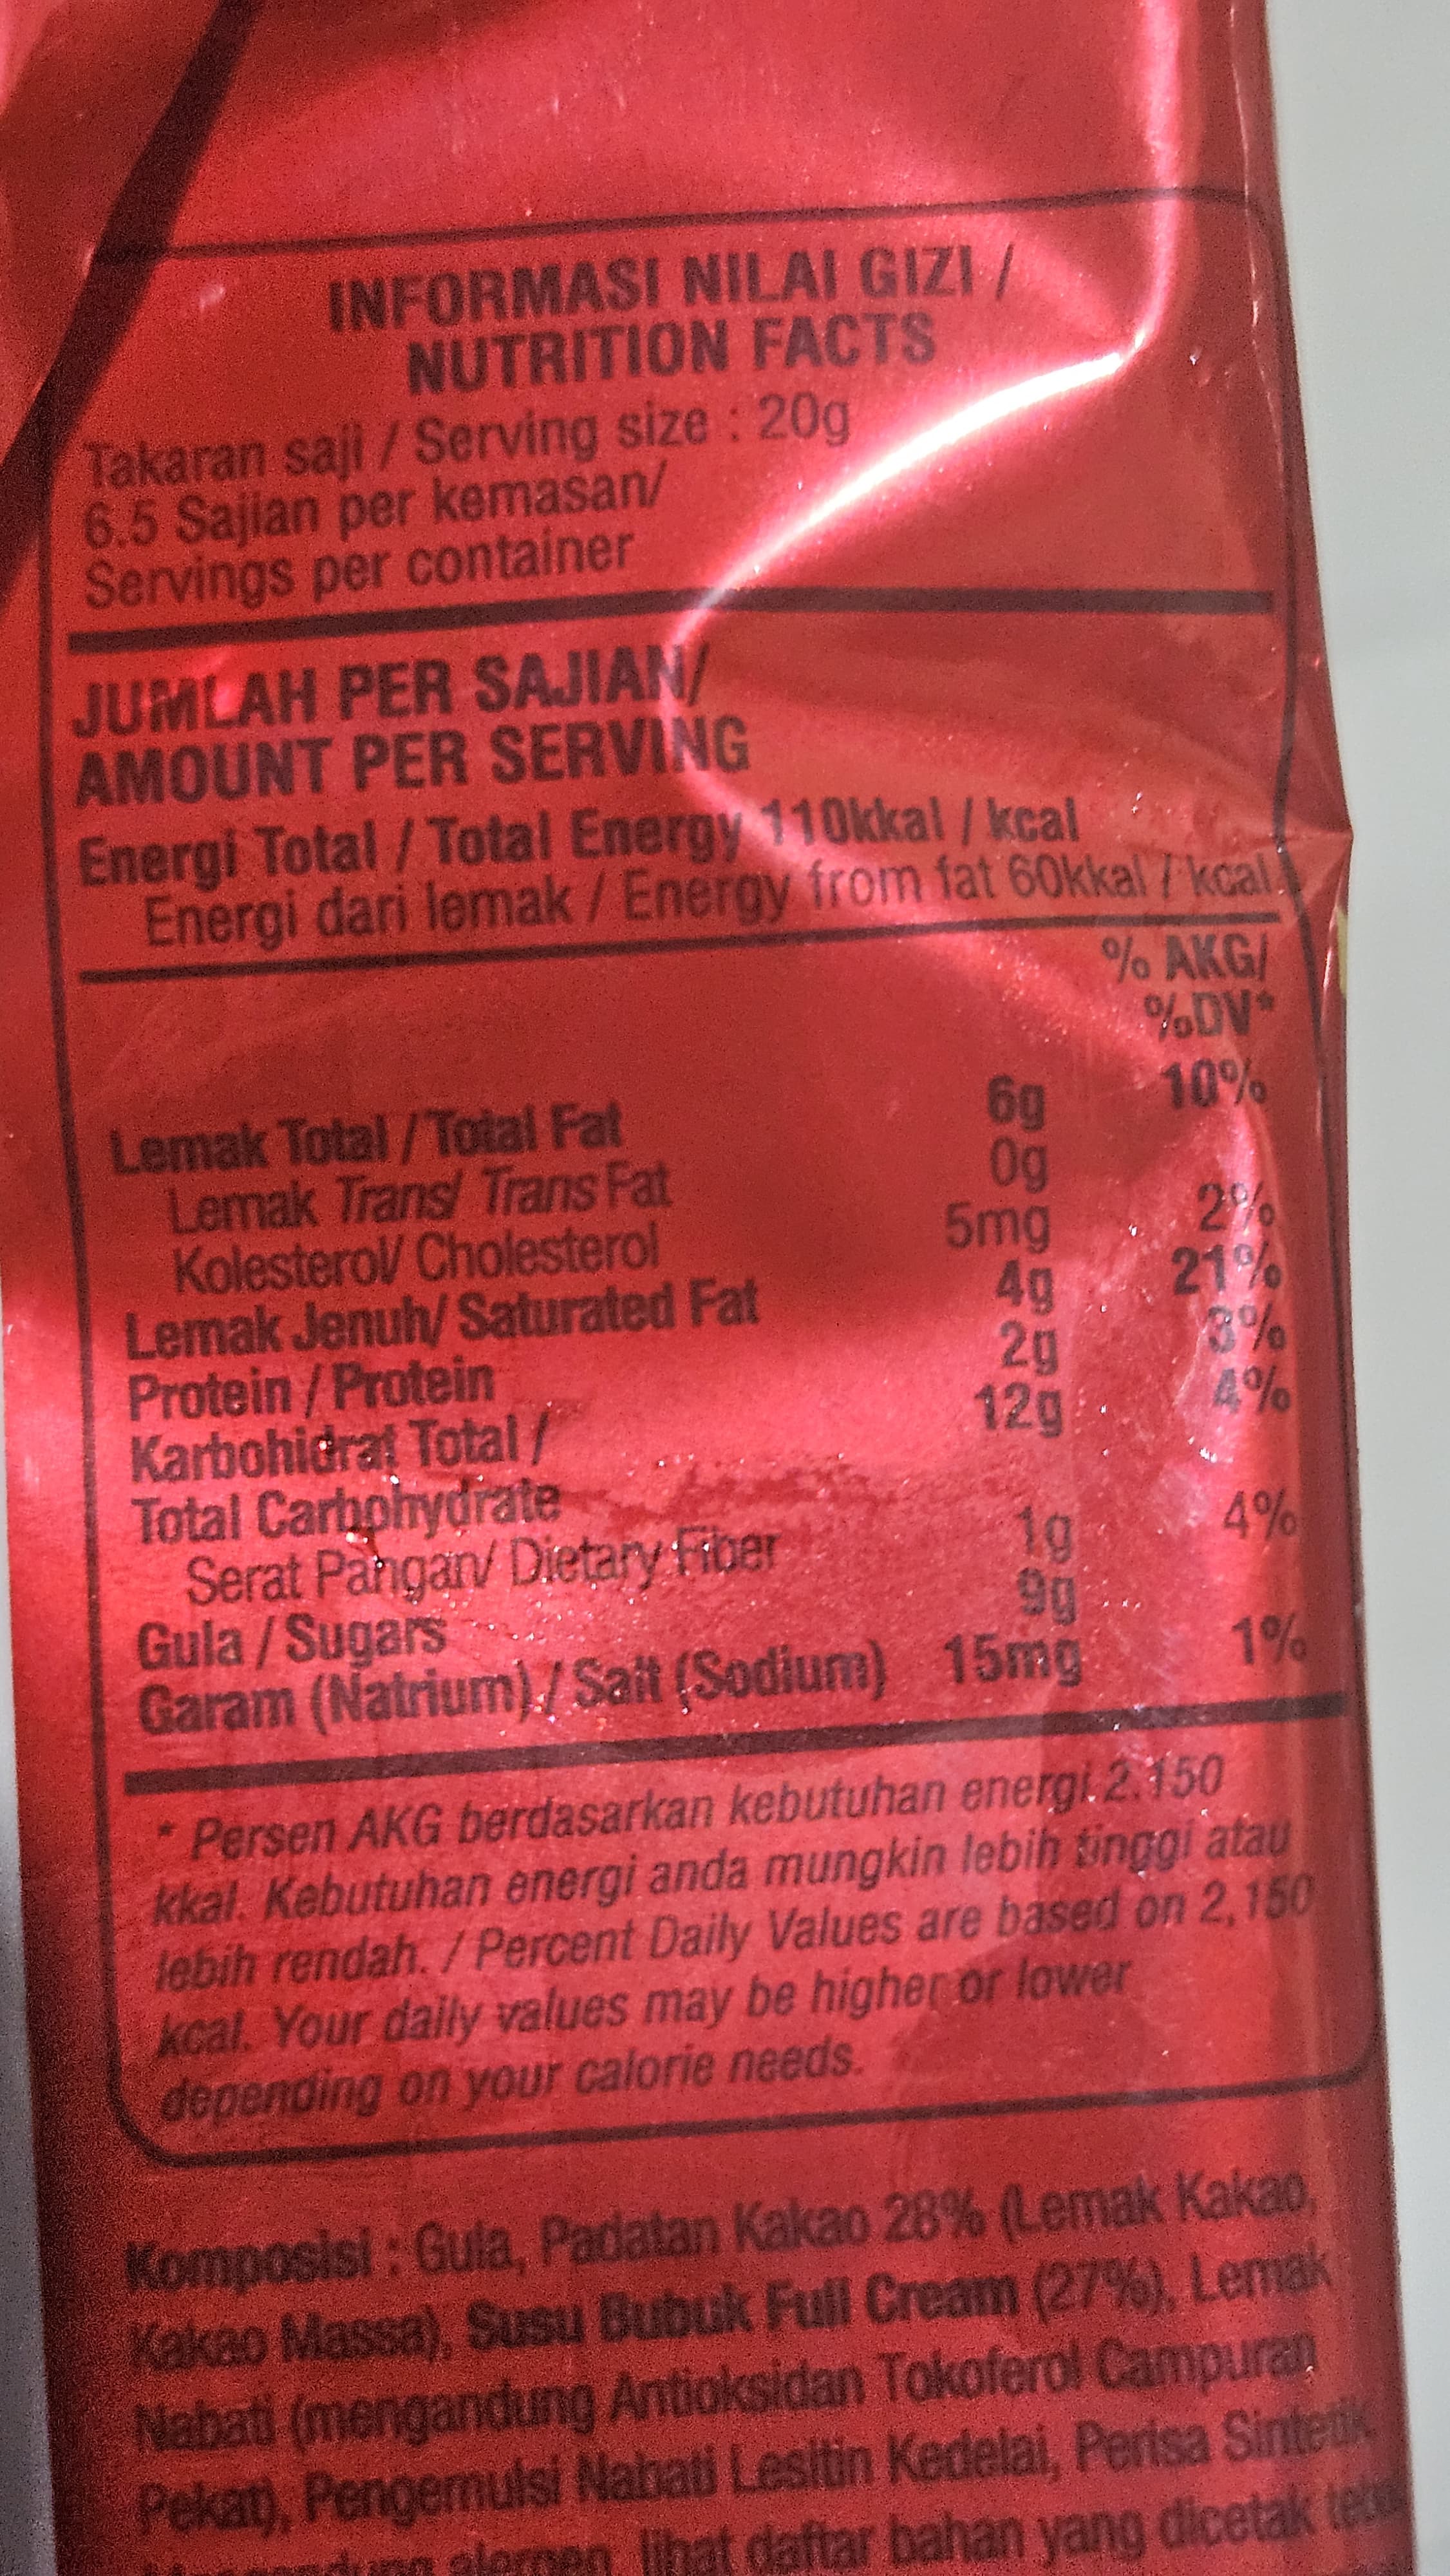 INFORMASI NILAI GIZI /
NUTRITION FACTS
Takaran saji / Serving size : 20g
6.5 Sajian per kemasan/
Servings per container
JUMLAH PER SAJIAN/
AMOUNT PER SERVING
Energi Total / Total Energy 110kkal / kcal
Energi dari lemak / Energy from fat 60kkal / kcal
% AKG/
%DV*
Lemak Total / Total Fat 6g 10%
Lemak Trans/ Trans Fat 0g
Kolesterol/ Cholesterol 5mg 2%
Lemak Jenuh/ Saturated Fat 4g 21%
Protein / Protein 2g 3%
Karbohidrat Total / 12g 4%
Total Carbohydrate
Serat Pangan/ Dietary Fiber 1g 4%
Gula / Sugars 9g
Garam (Natrium) / Salt (Sodium) 15mg 1%
* Persen AKG berdasarkan kebutuhan energi 2.150
kkal. Kebutuhan energi anda mungkin lebih tinggi atau
lebih rendah. / Percent Daily Values are based on 2,150
kcal. Your daily values may be higher or lower
depending on your calorie needs.
Komposisi : Gula, Padatan Kakao 28% (Lemak Kakao,
Kakao Massa), Susu Bubuk Full Cream (27%), Lemak
Nabati (mengandung Antioksidan Tokoferol Campuran
Pekat), Pengemulsi Nabati Lesitin Kedelai, Perisa Sintetik
alergen, lihat daftar bahan yang dicetak